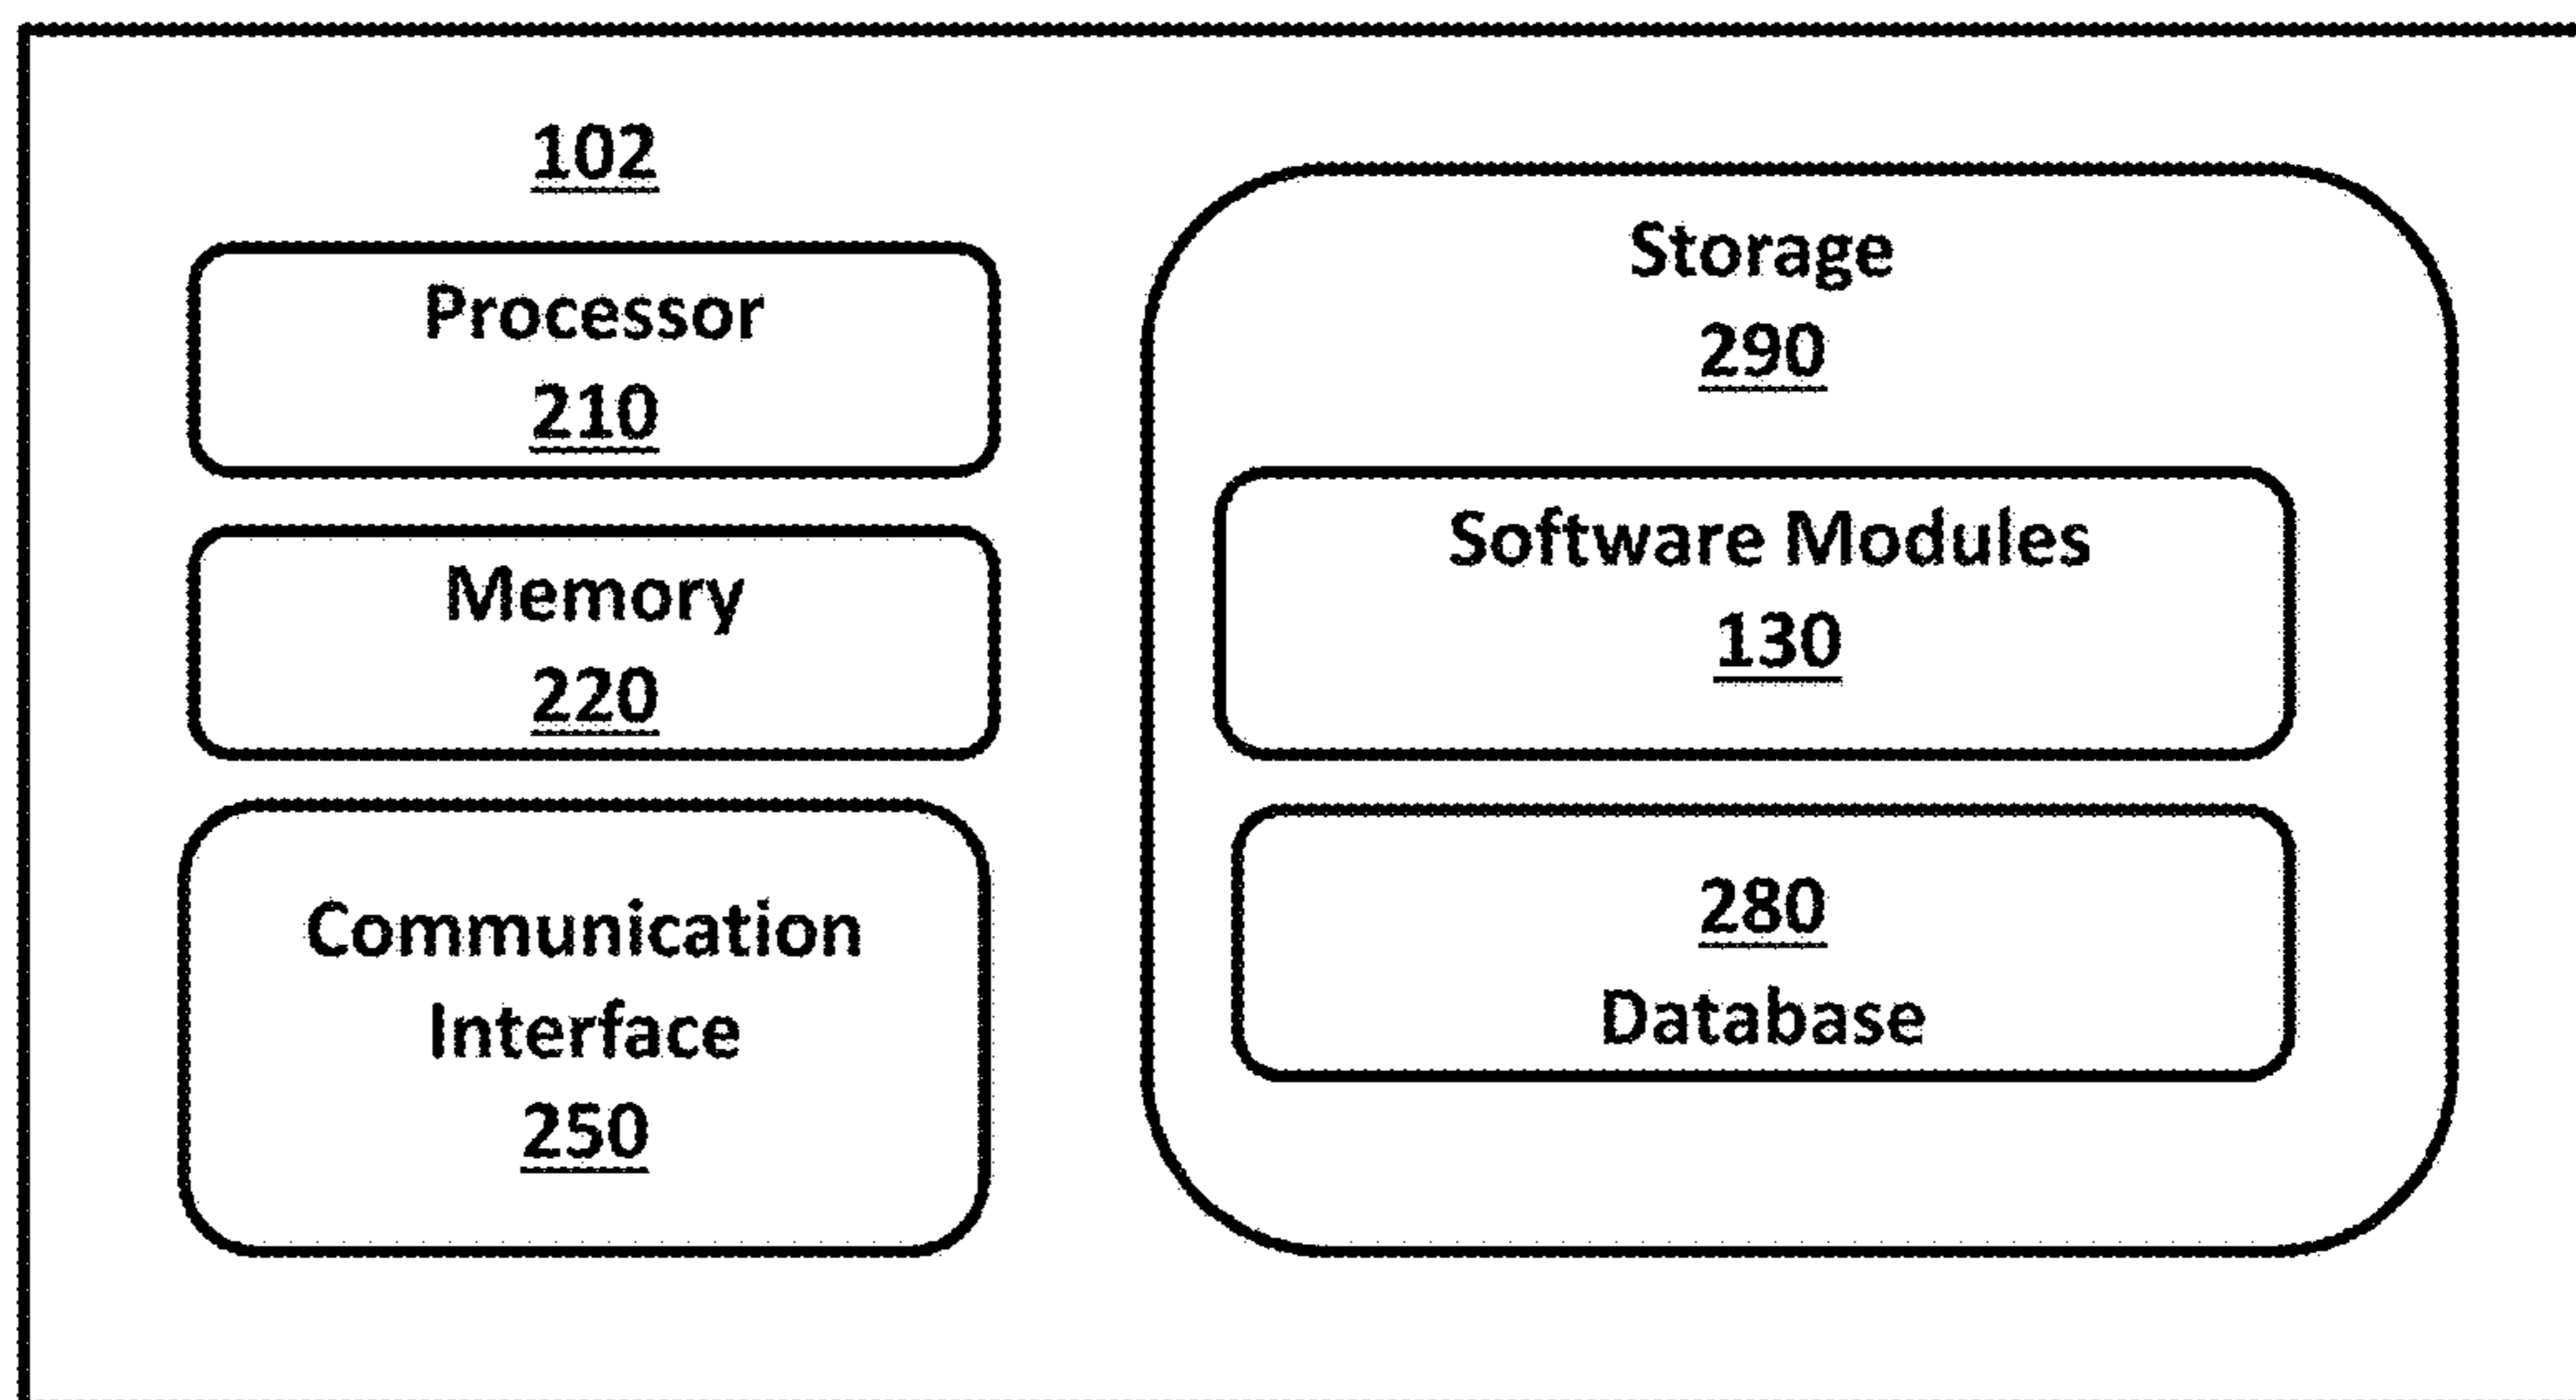 102
Processor
210
Memory
220
Communication
Interface
250
Storage
290
Software Modules
130
280
Database